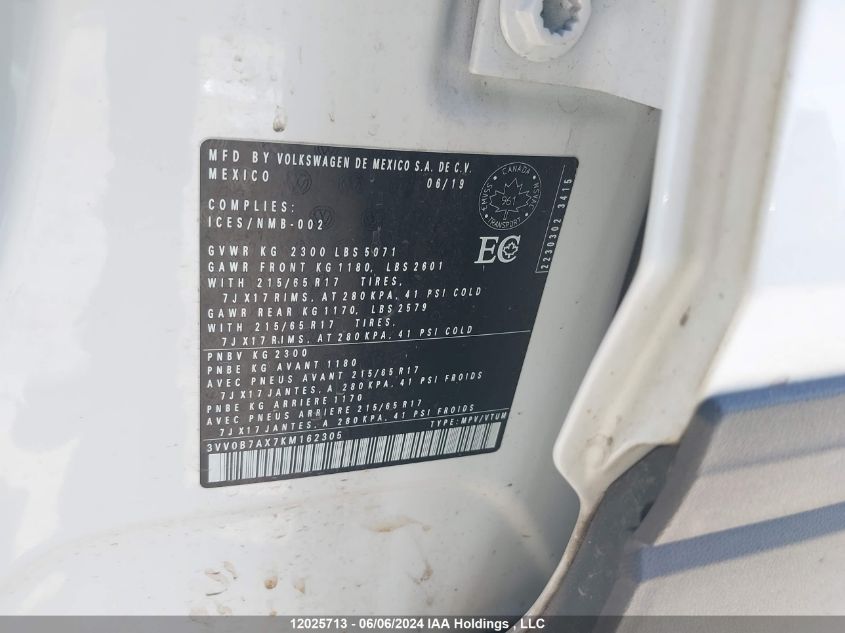 MFD BY VOLKSWAGEN DE MEXICO S.A. DE C.V.
MEXICO 06/19
COMPLIES:
ICES/NMB-002
GVWR KG 2300 LBS 5071
GAWR FRONT KG 1180, LBS 2601
WITH 215/65 R17 TIRES,
7J X17 RIMS, AT 280 KPA, 41 PSI COLD
GAWR REAR KG 1170, LBS 2579
WITH 215/65 R17 TIRES,
7J X17 RIMS, AT 280 KPA, 41 PSI COLD
PNBV KG 2300
PNBE KG AVANT 1180
AVEC PNEUS AVANT 215/65 R17
7J X17 JANTES, A 280 KPA, 41 PSI FROIDS
PNBE KG ARRIERE 1170
AVEC PNEUS ARRIERE 215/65 R17
7J X17 JANTES, A 280 KPA, 41 PSI FROIDS
3VV0B7AX7KM162305 TYPE: MPV/VTUM
CANADA
MSVAC
961
CMVSS
TRANSPORT
EC
2230302 3415
12025713 - 06/06/2024 IAA Holdings , LLC